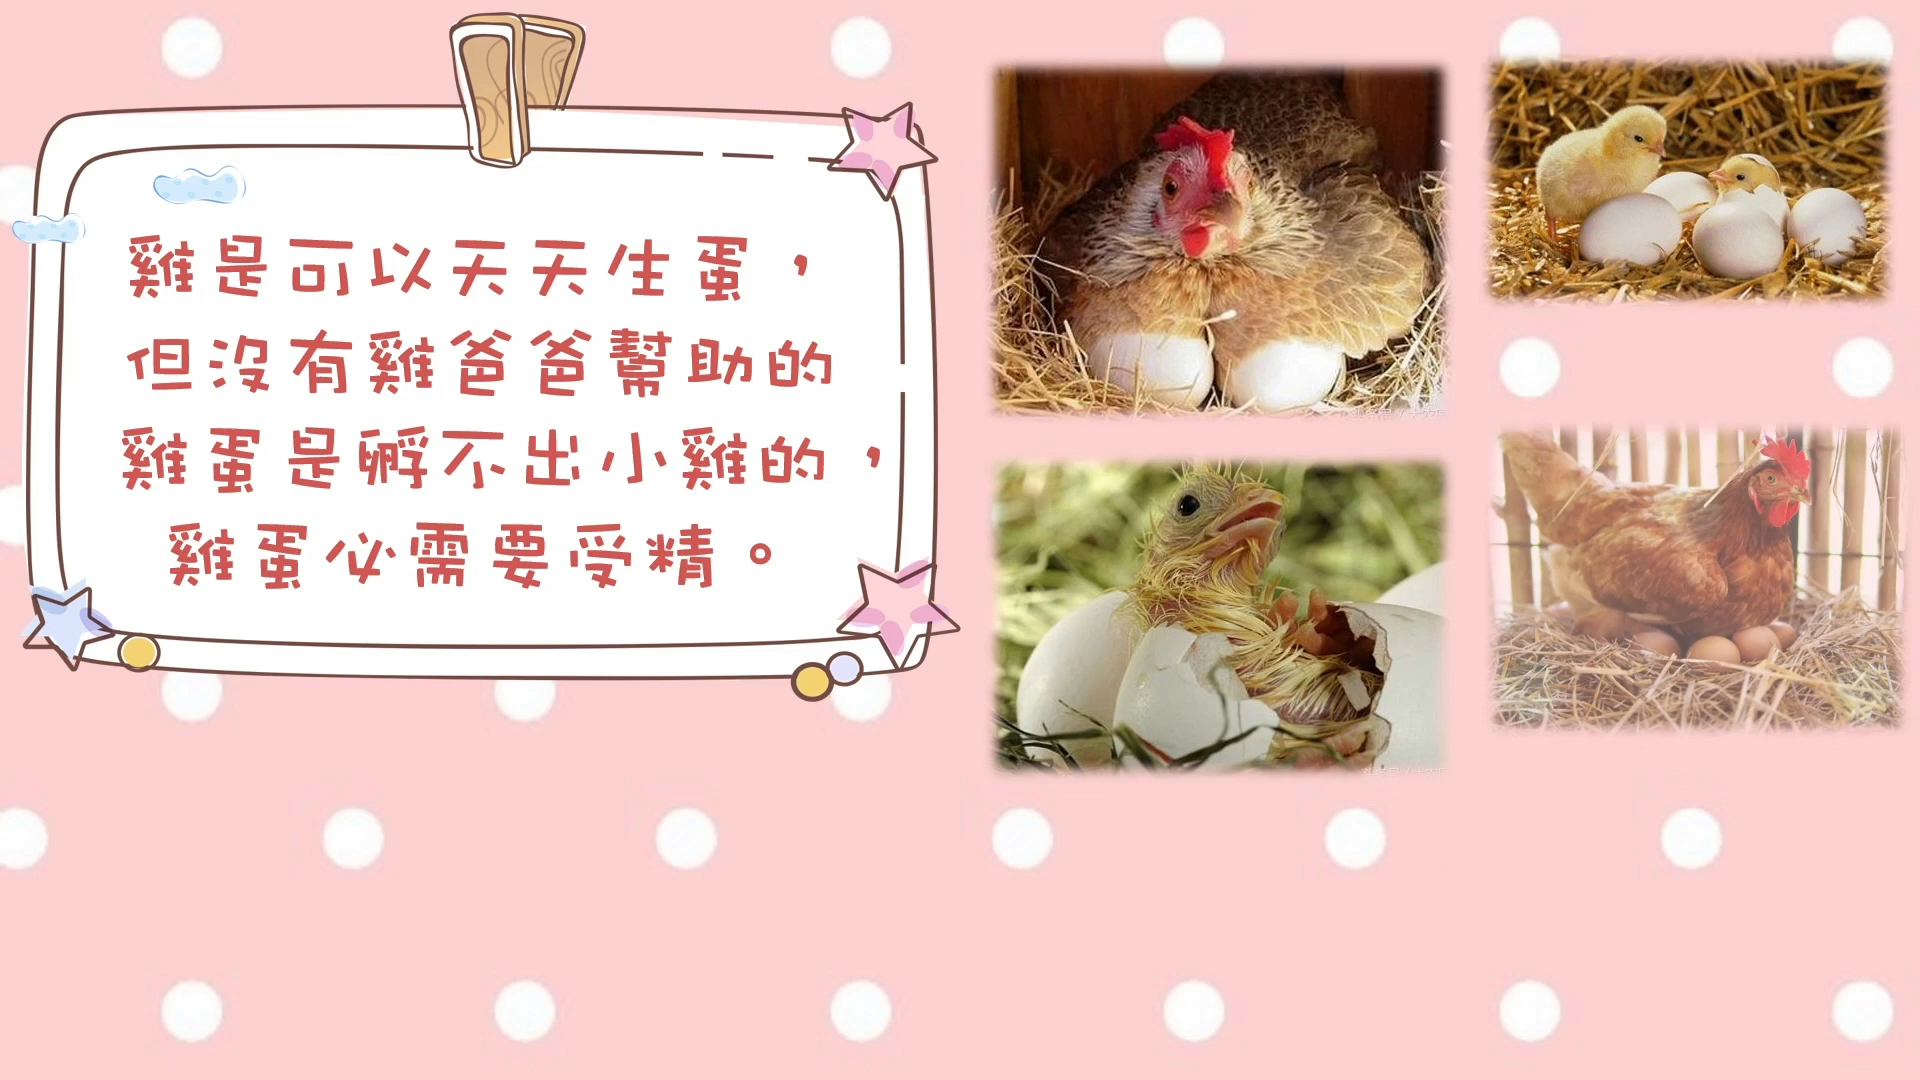 雞是可以天天生蛋，
但沒有雞爸爸幫助的
雞蛋是孵不出小雞的，
雞蛋必需要受精。